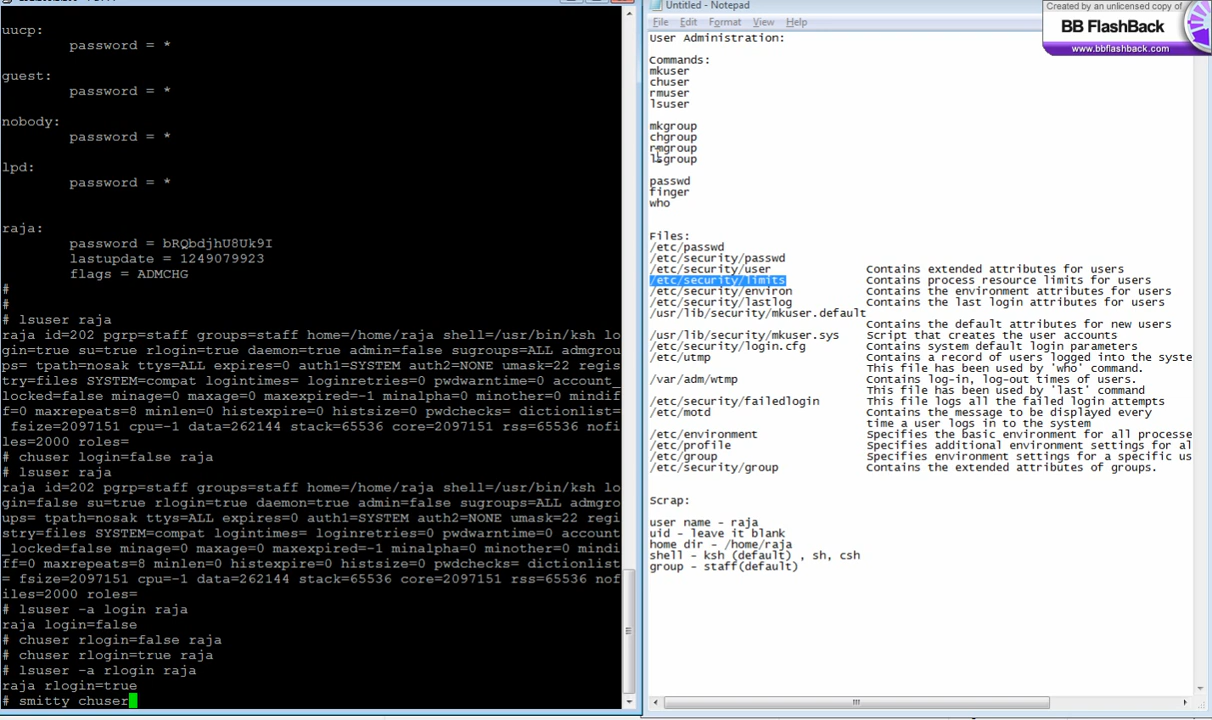 uucp:
password = *
guest:
password = *
nobody:
password = *
lpd:
password = *
raja:
password = bRQbdjhU8Uk9I
lastupdate = 1249079923
flags = ADMCHG
#
#
# lsuser raja
raja id=202 pgrp=staff groups=staff home=/home/raja shell=/usr/bin/ksh lo
gin=true su=true rlogin=true daemon=true admin=false sugroups=ALL admgro
ups= tpath=nosak ttys=ALL expires=0 auth1=SYSTEM auth2=NONE umask=22 regis
try=files SYSTEM=compat logintimes= loginretries=0 pwdwarntime=0 account_
locked=false minage=0 maxage=0 maxexpired=-1 minalpha=0 minother=0 mindif
f=0 maxrepeats=8 minlen=0 histexpire=0 histsize=0 pwdchecks= dictionlist=
fsize=2097151 cpu=-1 data=262144 stack=65536 core=2097151 rss=65536 nofi
les=2000 roles=
# chuser login=false raja
# lsuser raja
raja id=202 pgrp=staff groups=staff home=/home/raja shell=/usr/bin/ksh lo
gin=false su=true rlogin=true daemon=true admin=false sugroups=ALL admgro
ups= tpath=nosak ttys=ALL expires=0 auth1=SYSTEM auth2=NONE umask=22 regi
stry=files SYSTEM=compat logintimes= loginretries=0 pwdwarntime=0 account
_locked=false minage=0 maxage=0 maxexpired=-1 minalpha=0 minother=0 mindi
ff=0 maxrepeats=8 minlen=0 histexpire=0 histsize=0 pwdchecks= dictionlist
= fsize=2097151 cpu=-1 data=262144 stack=65536 core=2097151 rss=65536 nof
iles=2000 roles=
# lsuser -a login raja
raja login=false
# chuser rlogin=false raja
# chuser rlogin=true raja
# lsuser -a rlogin raja
raja rlogin=true
# smitty chuser
Untitled - Notepad
File Edit Format View Help
User Administration:
Commands:
mkuser
chuser
rmuser
lsuser
mkgroup
chgroup
rmgroup
lsgroup
passwd
finger
who
Files:
/etc/passwd
/etc/security/passwd
/etc/security/user Contains extended attributes for users
/etc/security/limits Contains process resource limits for users
/etc/security/environ Contains the environment attributes for users
/etc/security/lastlog Contains the last login attributes for users
/usr/lib/security/mkuser.default
Contains the default attributes for new users
/usr/lib/security/mkuser.sys Script that creates the user accounts
/etc/security/login.cfg Contains system default login parameters
/etc/utmp Contains a record of users logged into the syste
This file has been used by 'who' command.
/var/adm/wtmp Contains log-in, log-out times of users.
This file has been used by 'last' command
/etc/security/failedlogin This file logs all the failed login attempts
/etc/motd Contains the message to be displayed every
time a user logs in to the system
/etc/environment Specifies the basic environment for all processe
/etc/profile Specifies additional environment settings for al
/etc/group Specifies environment settings for a specific us
/etc/security/group Contains the extended attributes of groups.
Scrap:
user name - raja
uid - leave it blank
home dir - /home/raja
shell - ksh (default) , sh, csh
group - staff(default)
Created by an unlicensed copy of
BB FlashBack
www.bbflashback.com